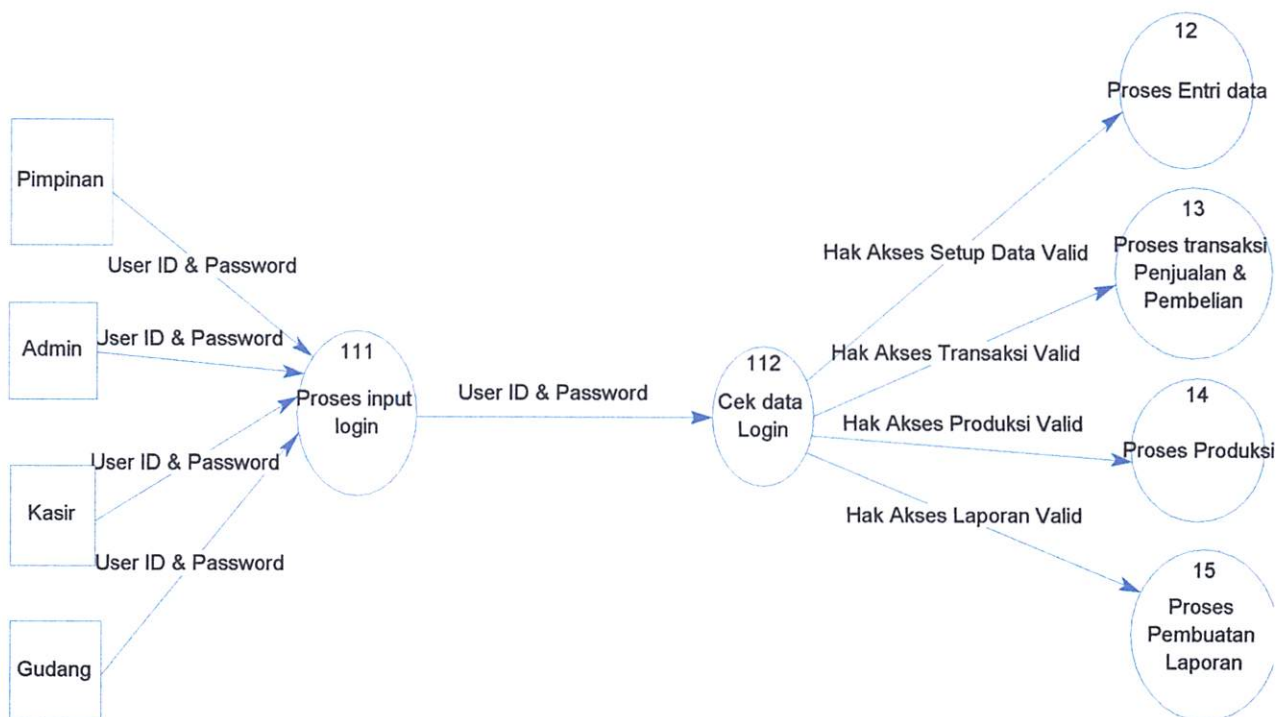 Pimpinan
User ID & Password
Admin
User ID & Password
Kasir
User ID & Password
Gudang
User ID & Password
111
Proses input
login
User ID & Password
112
Cek data
Login
Hak Akses Setup Data Valid
Hak Akses Transaksi Valid
Hak Akses Produksi Valid
Hak Akses Laporan Valid
12
Proses Entri data
13
Proses transaksi
Penjualan &
Pembelian
14
Proses Produksi
15
Proses
Pembuatan
Laporan